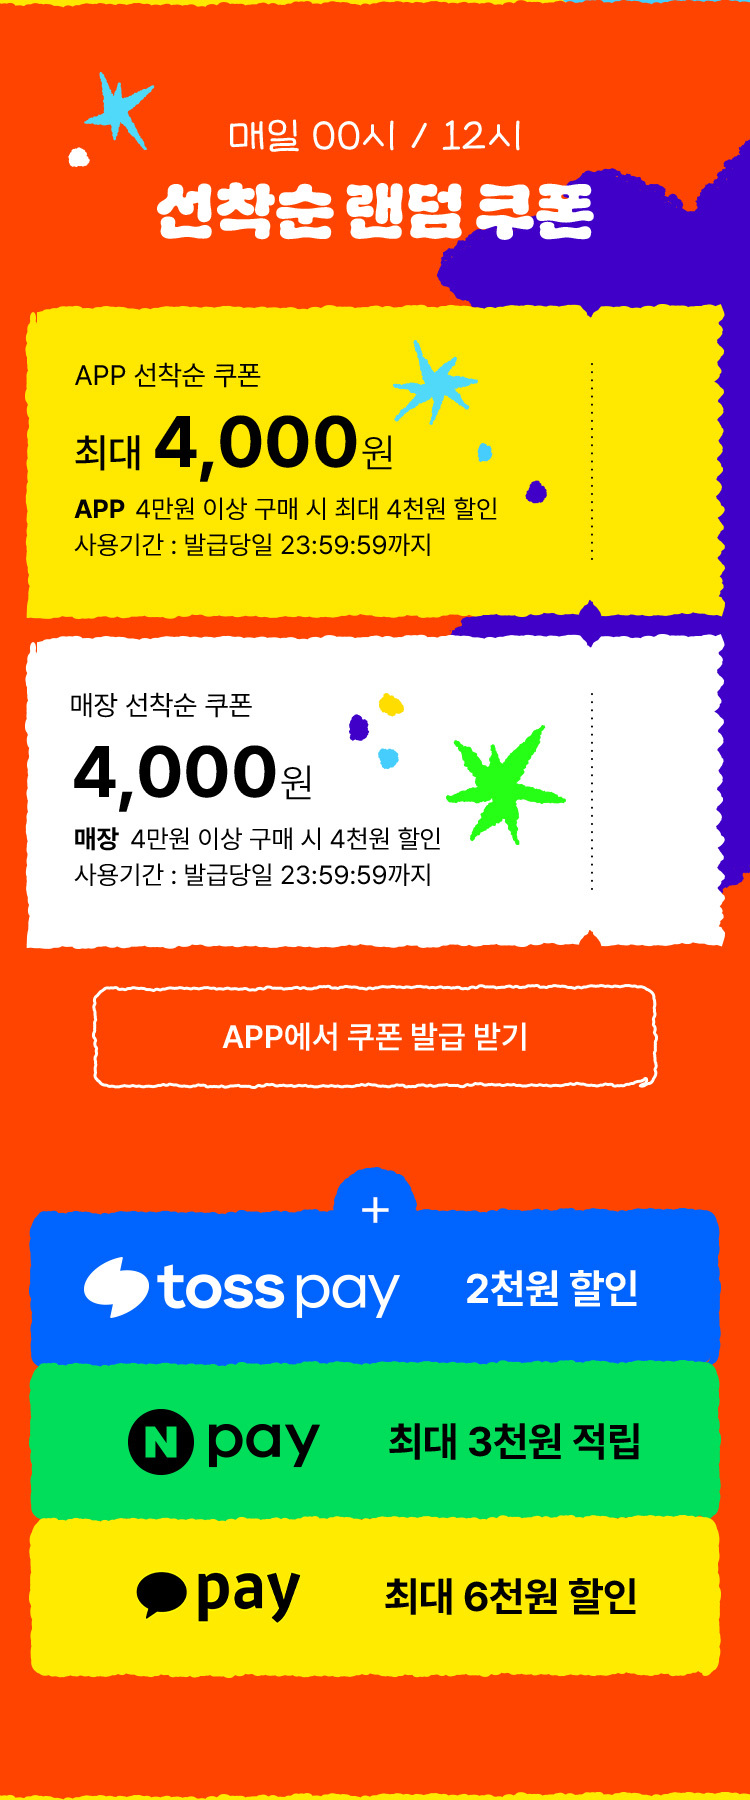 매일 00시 / 12시
선착순 랜덤 쿠폰
APP 선착순 쿠폰
최대 4,000원
APP 4만원 이상 구매 시 최대 4천원 할인
사용기간 : 발급당일 23:59:59까지
매장 선착순 쿠폰
4,000원
매장 4만원 이상 구매 시 4천원 할인
사용기간 : 발급당일 23:59:59까지
APP에서 쿠폰 발급 받기
+
toss pay 2천원 할인
N pay 최대 3천원 적립
pay 최대 6천원 할인